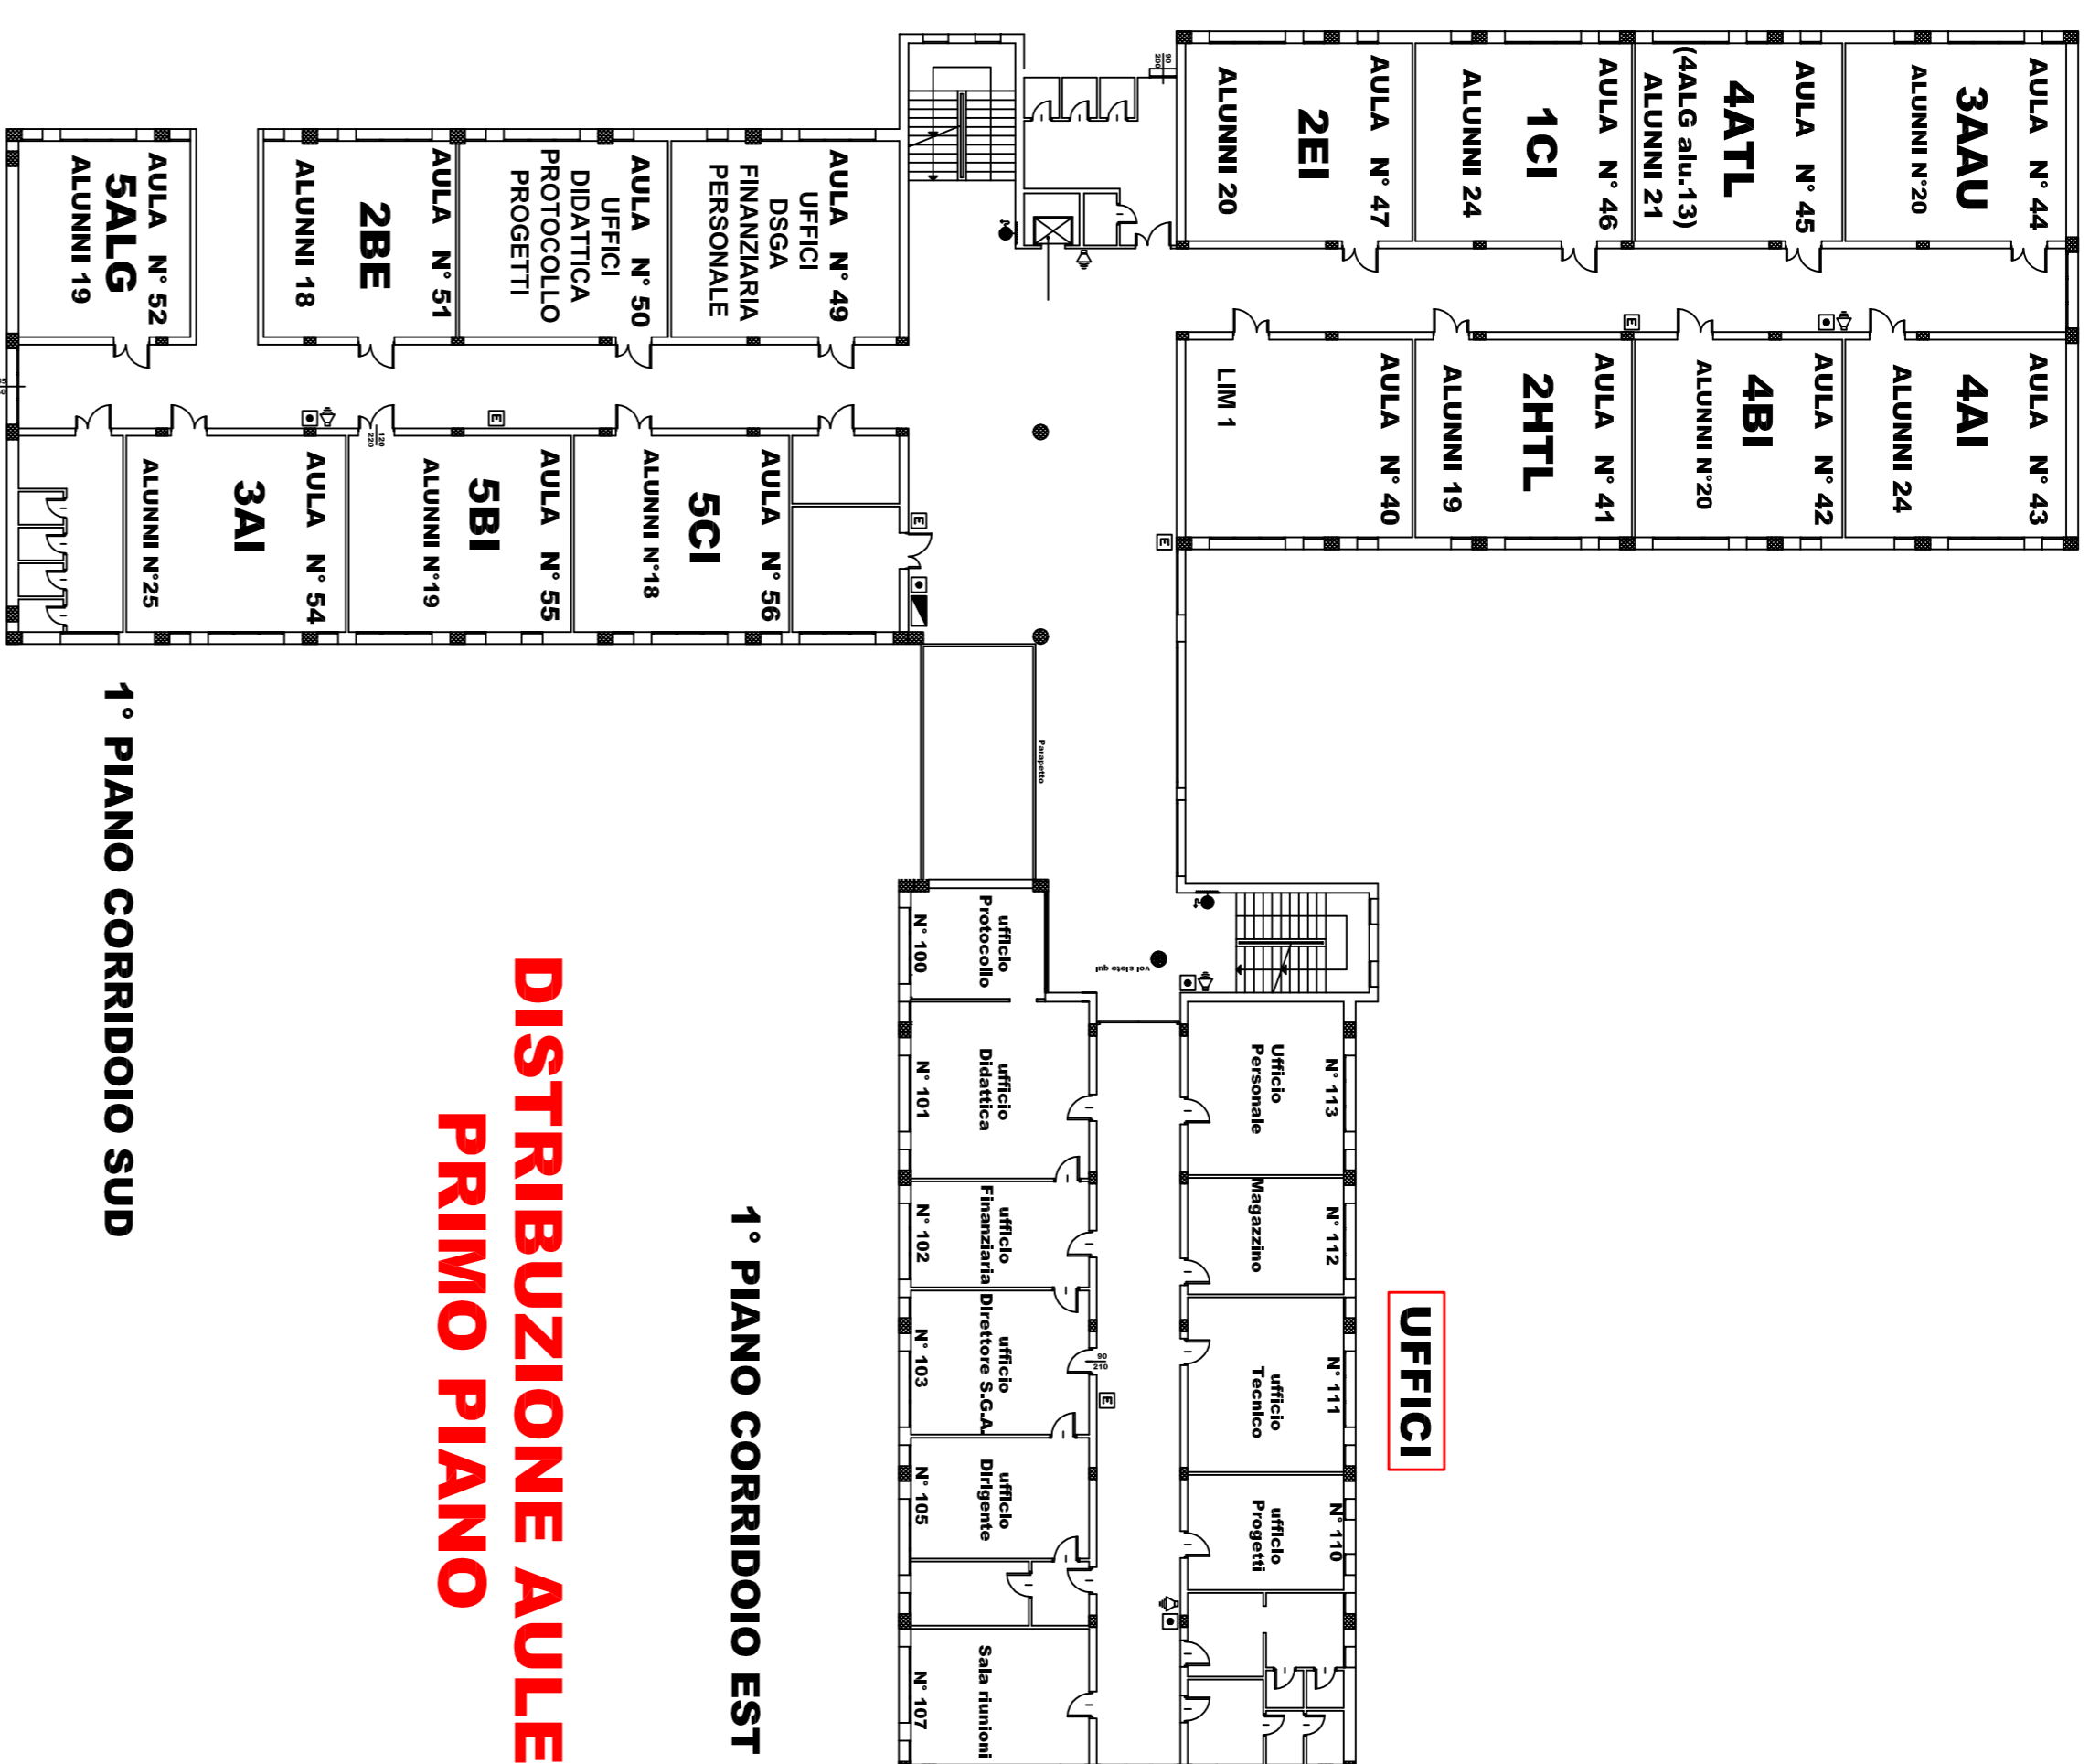 AULA N° 44
3AAU
ALUNNI N°20
AULA N° 45
4ATL
(4ALG alu.13)
ALUNNI 21
AULA N° 46
1CI
ALUNNI 24
AULA N° 47
2EI
ALUNNI 20
90
200
AULA N° 43
4AI
ALUNNI 24
AULA N° 42
4BI
ALUNNI N°20
AULA N° 41
2HTL
ALUNNI 19
AULA N° 40
LIM 1
E
E
AULA N° 49
UFFICI
DSGA
FINANZIARIA
PERSONALE
AULA N° 50
UFFICI
DIDATTICA
PROTOCOLLO
PROGETTI
AULA N° 51
2BE
ALUNNI 18
AULA N° 52
5ALG
ALUNNI 19
E
E
120
220
AULA N° 56
5CI
ALUNNI N°18
AULA N° 55
5BI
ALUNNI N°19
AULA N° 54
3AI
ALUNNI N°25
Parapetto
voi siete qui
UFFICI
N° 113
Ufficio
Personale
N° 112
Magazzino
N° 111
ufficio
Tecnico
N° 110
ufficio
Progetti
90
210
E
ufficio
Protocollo
N° 100
ufficio
Didattica
N° 101
ufficio
Finanziaria
N° 102
ufficio
Direttore S.G.A.
N° 103
ufficio
Dirigente
N° 105
Sala riunioni
N° 107
1° PIANO CORRIDOIO EST
DISTRIBUZIONE AULE
PRIMO PIANO
1° PIANO CORRIDOIO SUD